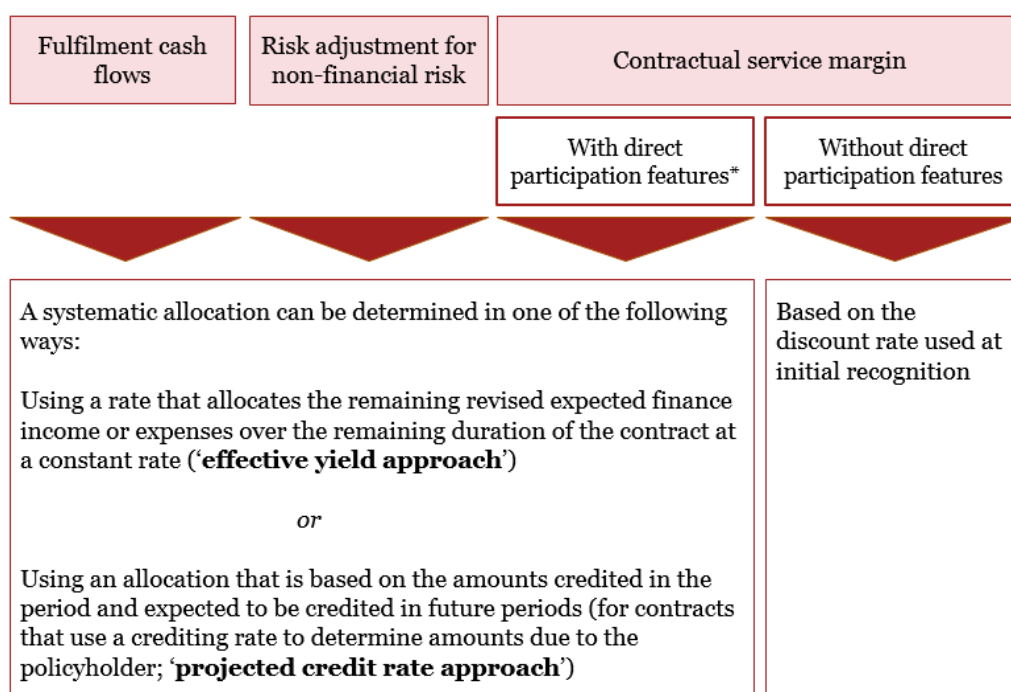 Fulfilment cash
flows
Risk adjustment for
non-financial risk
Contractual service margin
With direct
participation features*
Without direct
participation features
A systematic allocation can be determined in one of the following
ways:
Using a rate that allocates the remaining revised expected finance
income or expenses over the remaining duration of the contract at
a constant rate (‘effective yield approach’)
or
Using an allocation that is based on the amounts credited in the
period and expected to be credited in future periods (for contracts
that use a crediting rate to determine amounts due to the
policyholder; ‘projected credit rate approach’)
Based on the
discount rate used at
initial recognition